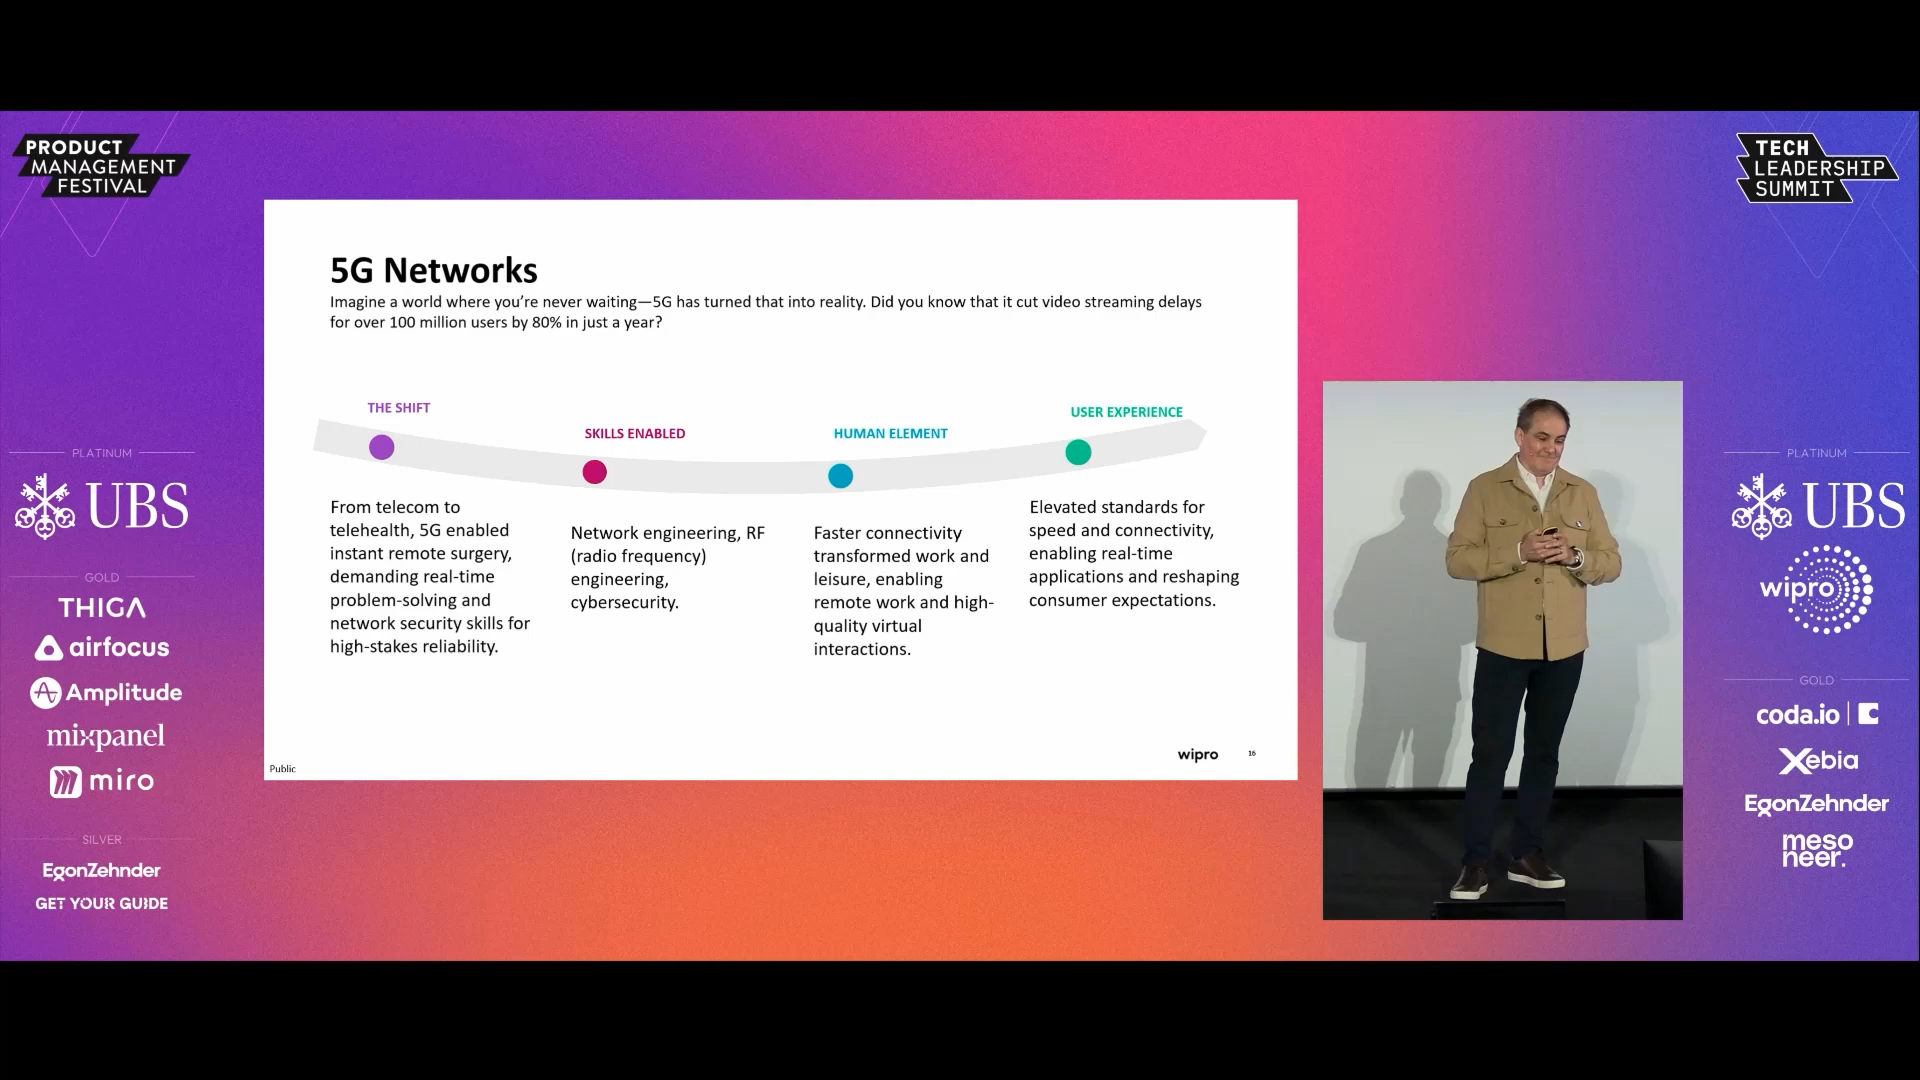 PRODUCT
MANAGEMENT
FESTIVAL
TECH
LEADERSHIP
SUMMIT
5G Networks
Imagine a world where you’re never waiting—5G has turned that into reality. Did you know that it cut video streaming delays
for over 100 million users by 80% in just a year?
THE SHIFT
From telecom to
telehealth, 5G enabled
instant remote surgery,
demanding real-time
problem-solving and
network security skills for
high-stakes reliability.
SKILLS ENABLED
Network engineering, RF
(radio frequency)
engineering,
cybersecurity.
HUMAN ELEMENT
Faster connectivity
transformed work and
leisure, enabling
remote work and high-
quality virtual
interactions.
USER EXPERIENCE
Elevated standards for
speed and connectivity,
enabling real-time
applications and reshaping
consumer expectations.
Public
wipro
16
PLATINUM
UBS
GOLD
THIGA
airfocus
Amplitude
mixpanel
miro
SILVER
EgonZehnder
GET YOUR GUIDE
PLATINUM
UBS
wipro
GOLD
coda.io
Xebia
EgonZehnder
meso
neer.